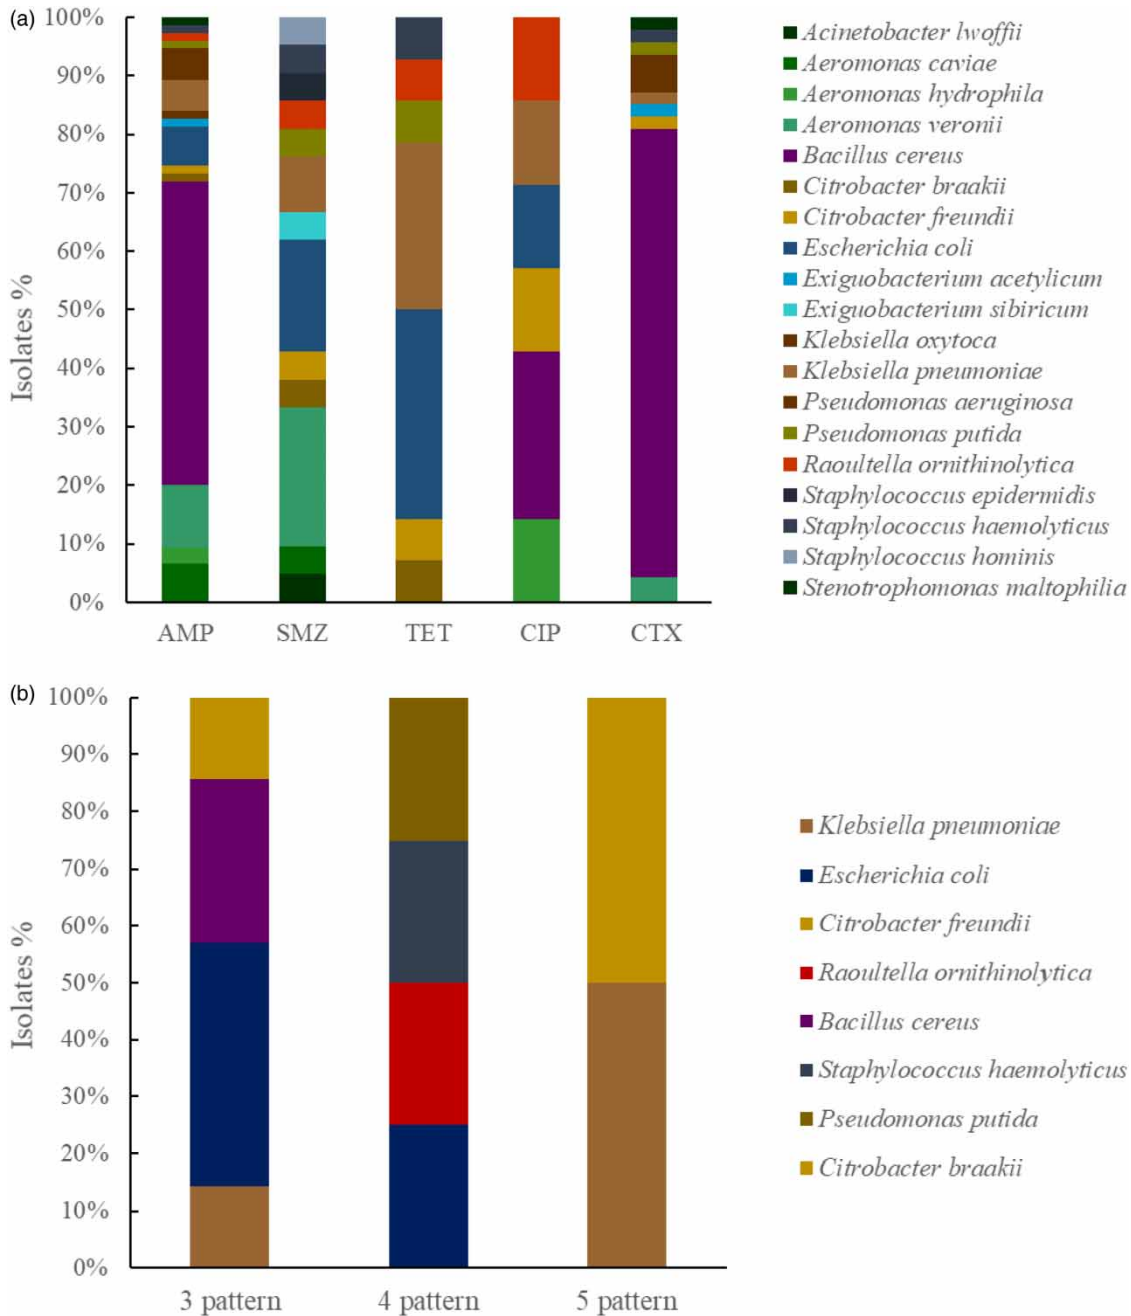 (a)
100%
90%
80%
70%
60%
50%
40%
30%
20%
10%
0%
Isolates %
AMP SMZ TET CIP CTX
Acinetobacter lwoffii
Aeromonas caviae
Aeromonas hydrophila
Aeromonas veronii
Bacillus cereus
Citrobacter braakii
Citrobacter freundii
Escherichia coli
Exiguobacterium acetylicum
Exiguobacterium sibiricum
Klebsiella oxytoca
Klebsiella pneumoniae
Pseudomonas aeruginosa
Pseudomonas putida
Raoultella ornithinolytica
Staphylococcus epidermidis
Staphylococcus haemolyticus
Staphylococcus hominis
Stenotrophomonas maltophilia
(b)
100%
90%
80%
70%
60%
50%
40%
30%
20%
10%
0%
Isolates %
3 pattern 4 pattern 5 pattern
Klebsiella pneumoniae
Escherichia coli
Citrobacter freundii
Raoultella ornithinolytica
Bacillus cereus
Staphylococcus haemolyticus
Pseudomonas putida
Citrobacter braakii